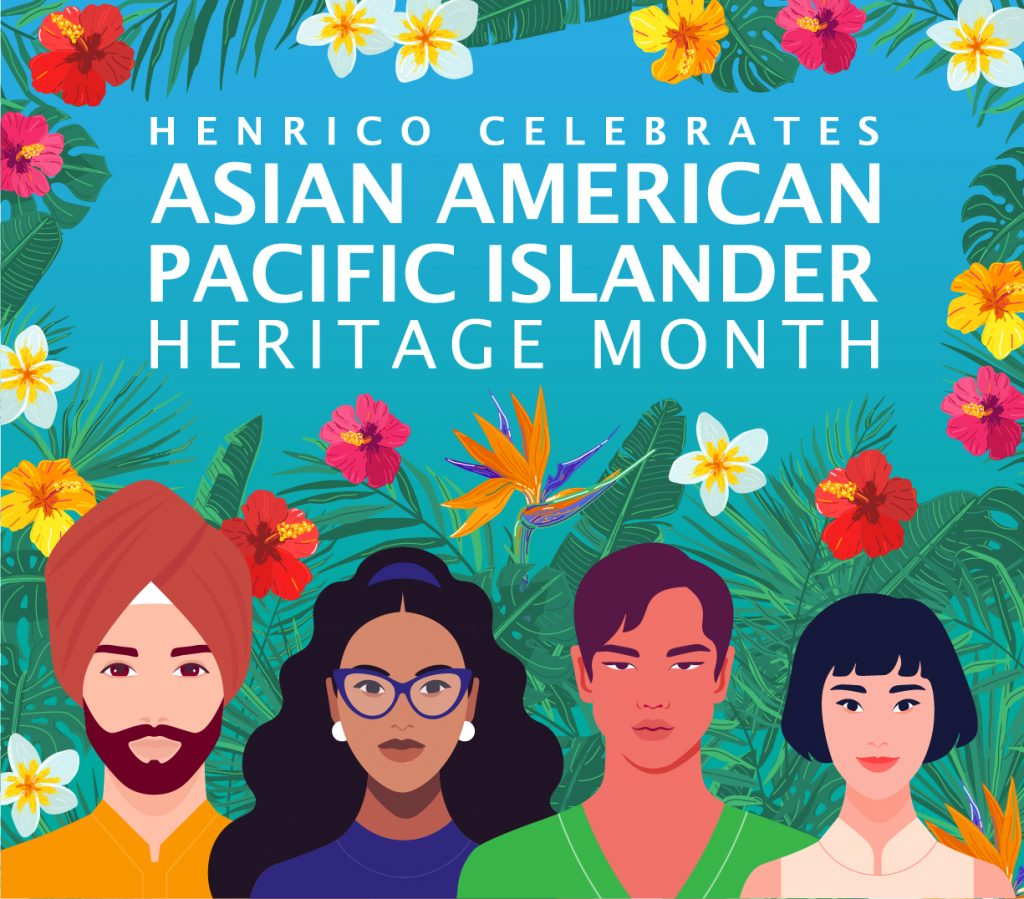 HENRICO CELEBRATES
ASIAN AMERICAN
PACIFIC ISLANDER
HERITAGE MONTH